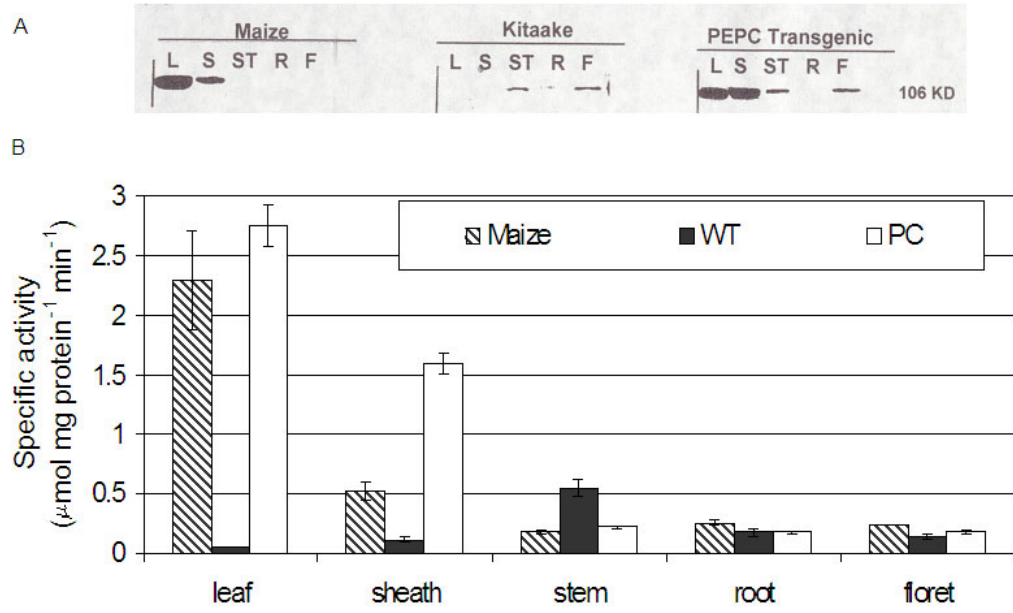 A
Maize
L S ST R F
Kitaake
L S ST R F
PEPC Transgenic
L S ST R F
106 KD
B
Specific activity
(μmol mg protein⁻¹ min⁻¹)
3
2.5
2
1.5
1
0.5
0
Maize WT PC
leaf sheath stem root floret